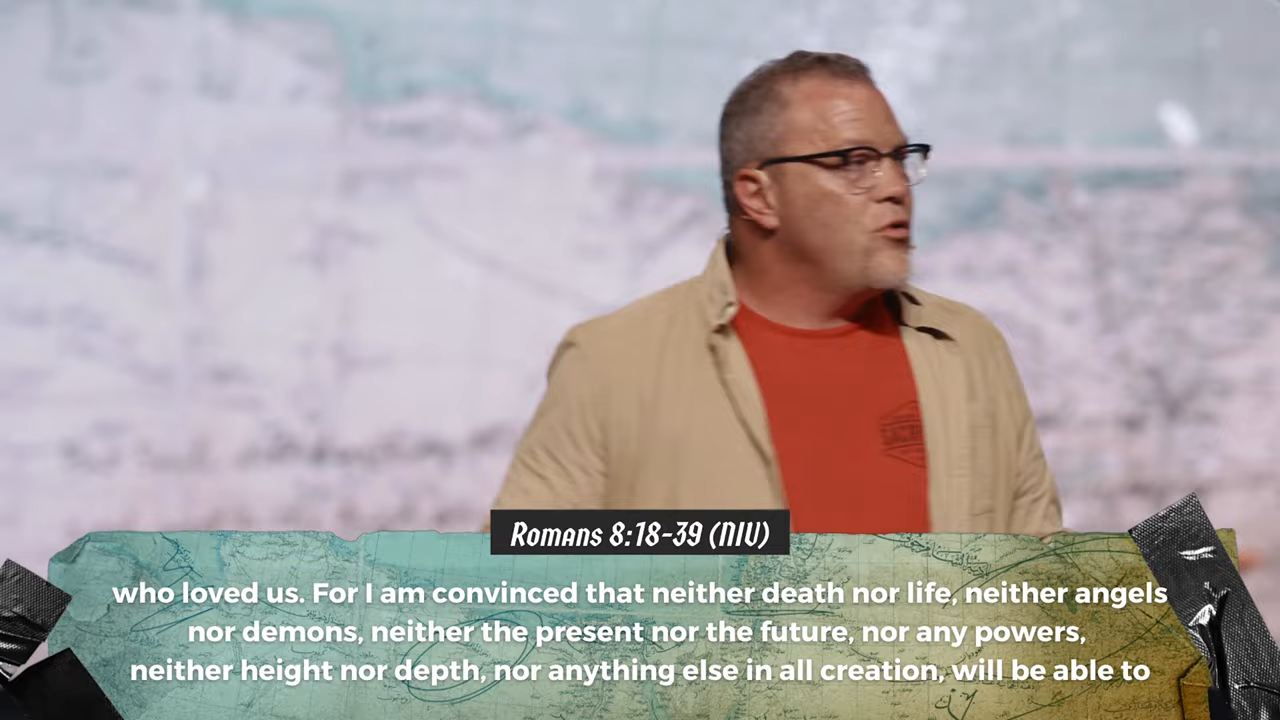 Romans 8:18-39 (NIV)
who loved us. For I am convinced that neither death nor life, neither angels
nor demons, neither the present nor the future, nor any powers,
neither height nor depth, nor anything else in all creation, will be able to